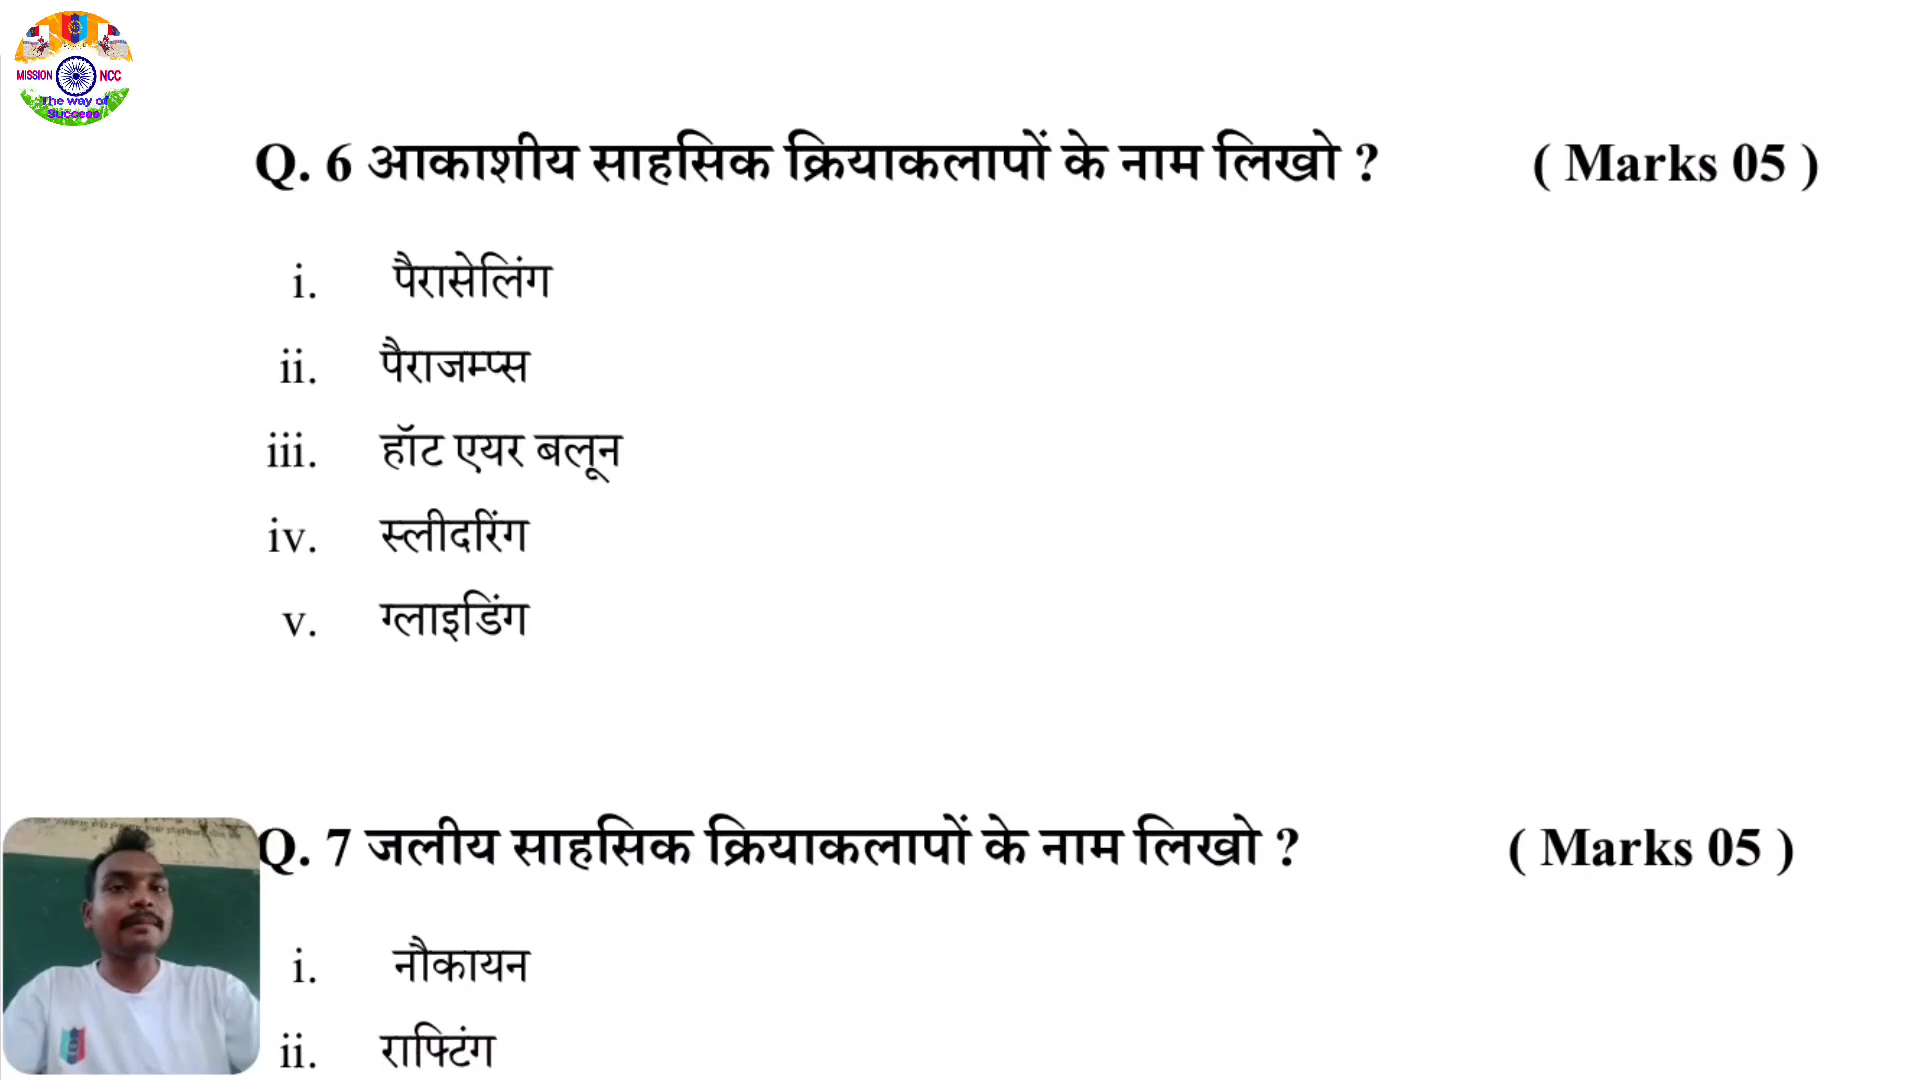 MISSION NCC
The way of
Success
Q. 6 आकाशीय साहसिक क्रियाकलापों के नाम लिखो ? ( Marks 05 )
i. पैरासेलिंग
ii. पैराजम्प्स
iii. हॉट एयर बलून
iv. स्लीदरिंग
v. ग्लाइडिंग
Q. 7 जलीय साहसिक क्रियाकलापों के नाम लिखो ? ( Marks 05 )
i. नौकायन
ii. राफ्टिंग